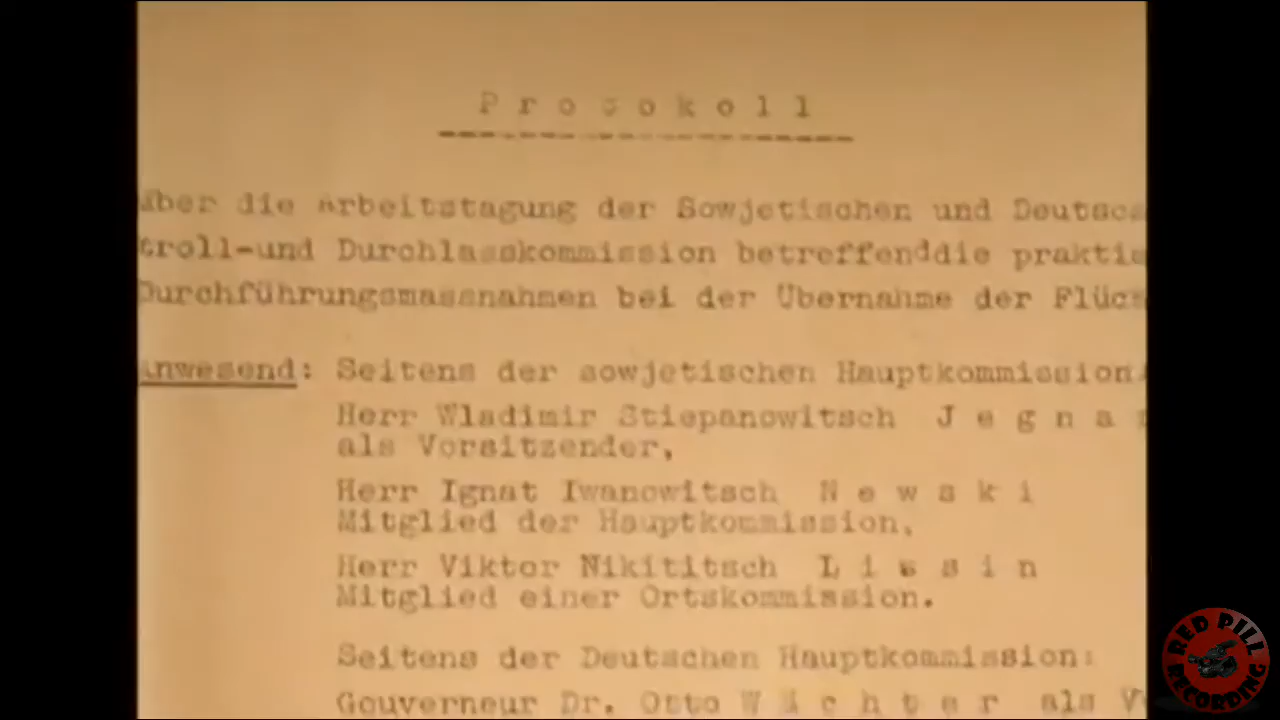 P r o t o k o l l
über die Arbeitstagung der Sowjetischen und Deutsc
troll-und Durchlasskommission betreffenddie prakti
Durchführungsmassnahmen bei der Übernahme der Flüc
Anwesend: Seitens der sowjetischen Hauptkommission:
Herr Wladimir Stiepanowitsch J e g n a
als Vorsitzender,
Herr Ignat Iwanowitsch N e w s k i
Mitglied der Hauptkommission,
Herr Viktor Nikititsch L i s s i n
Mitglied einer Ortskommission.
Seitens der Deutschen Hauptkommission:
Gouverneur Dr. Otto W ä c h t e r als V
RED PILL
RECORDING